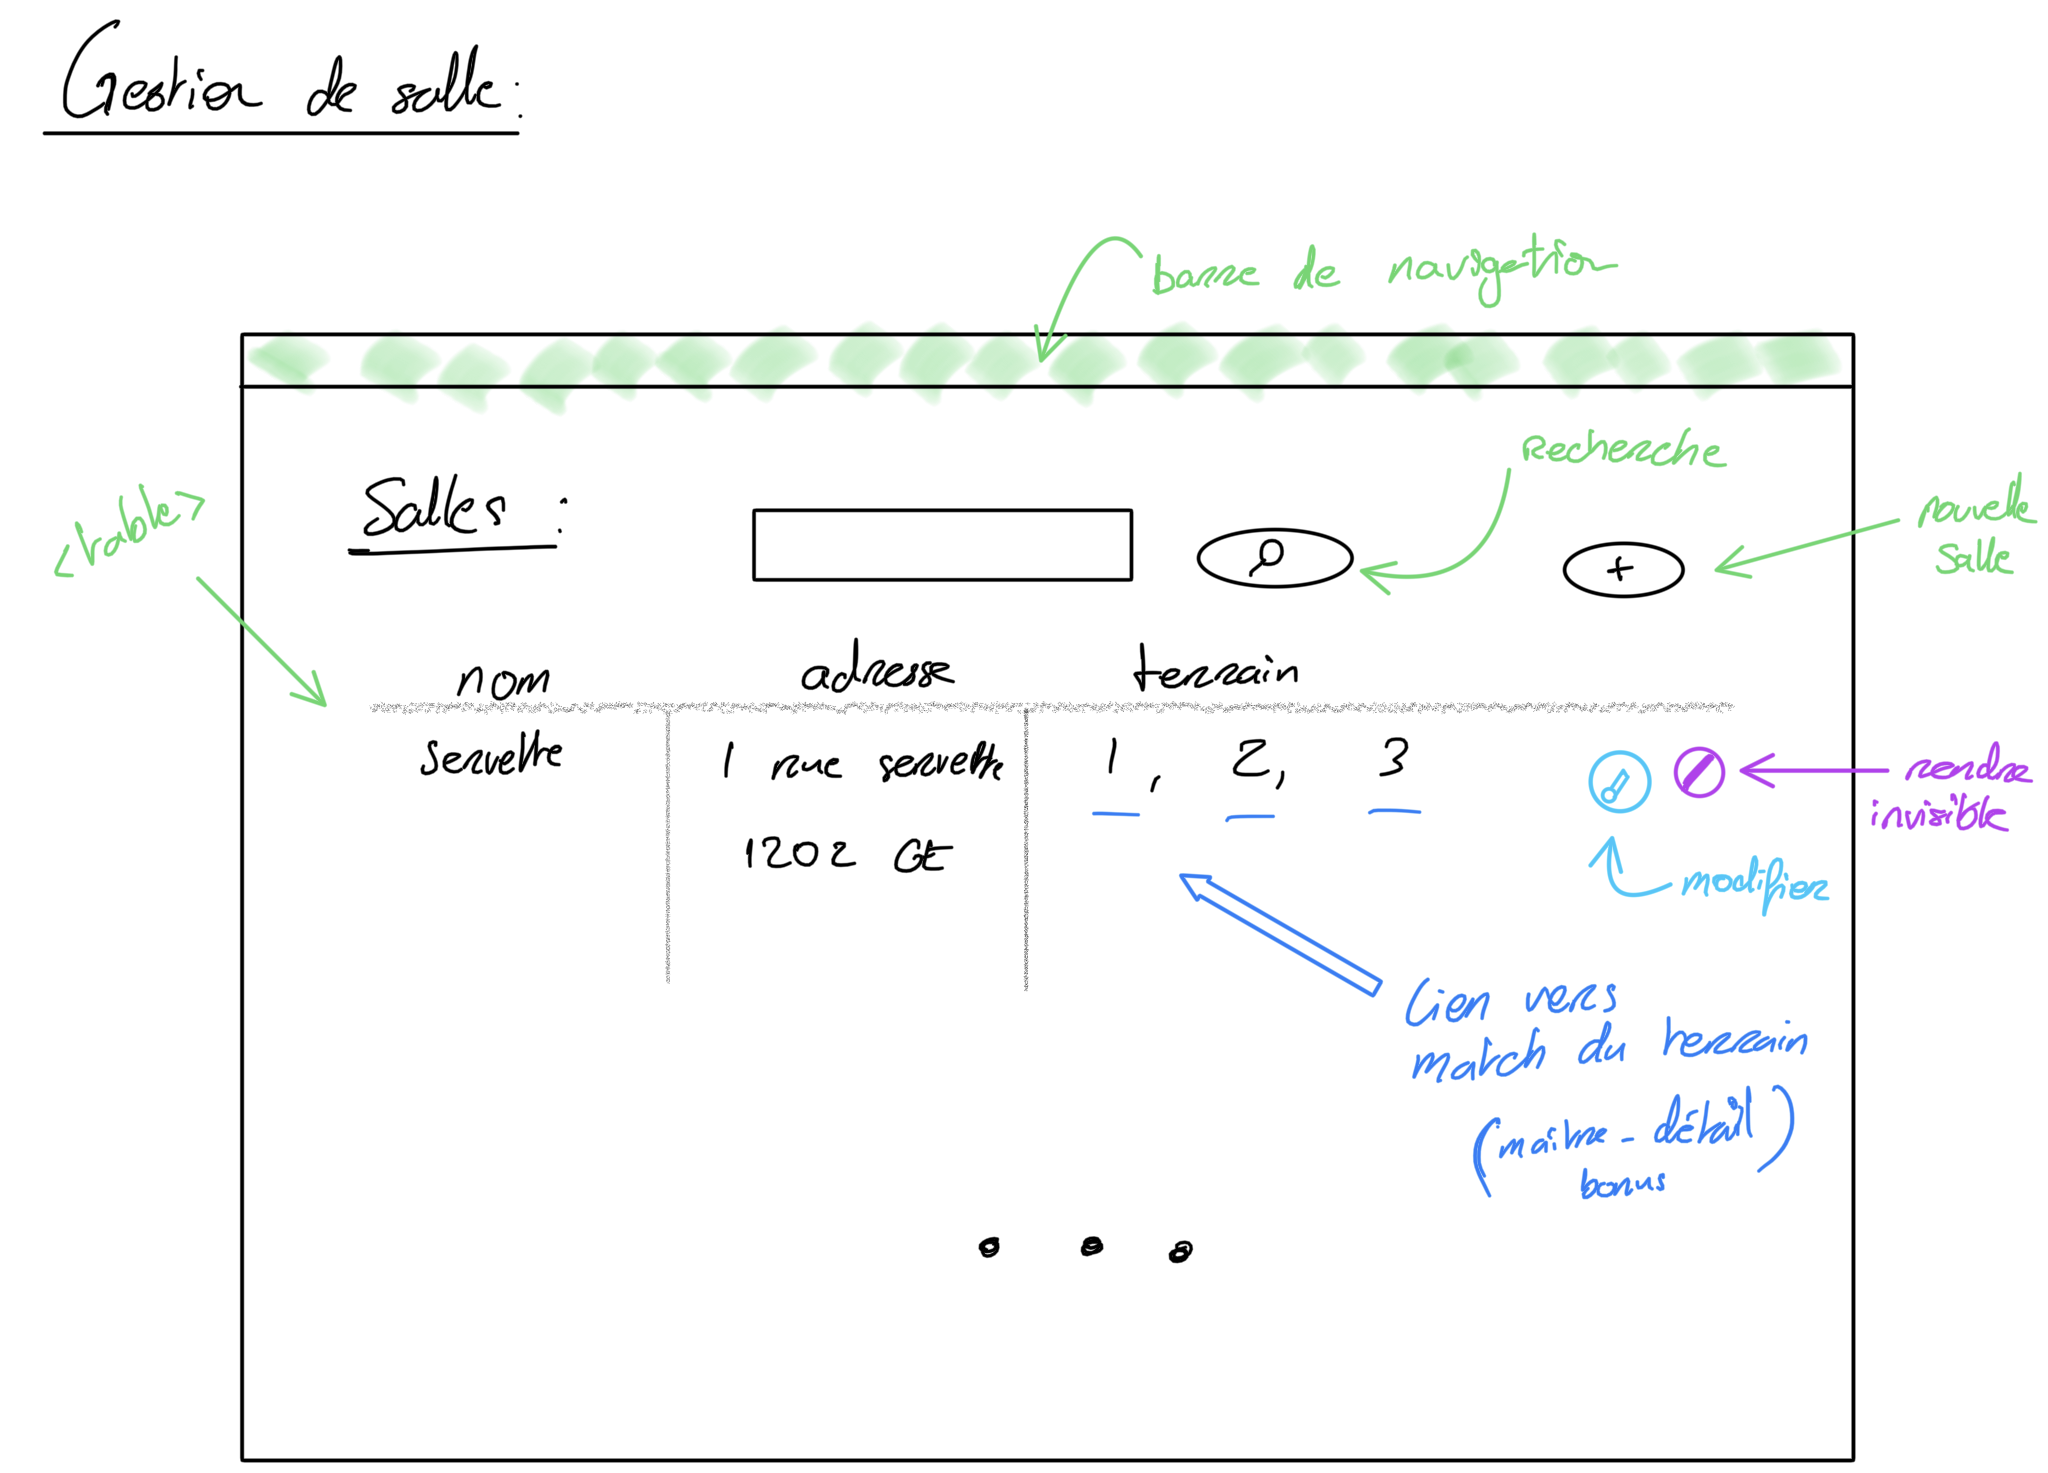 Gestion de salle :
barre de navigation
Recherche
<table>
Salles :
nouvelle
salle
+
nom adresse terrain
servette 1 rue servette 1, 2, 3
1202 GE
rendre
invisible
modifier
lien vers
match du terrain
(maître - détail)
bonus